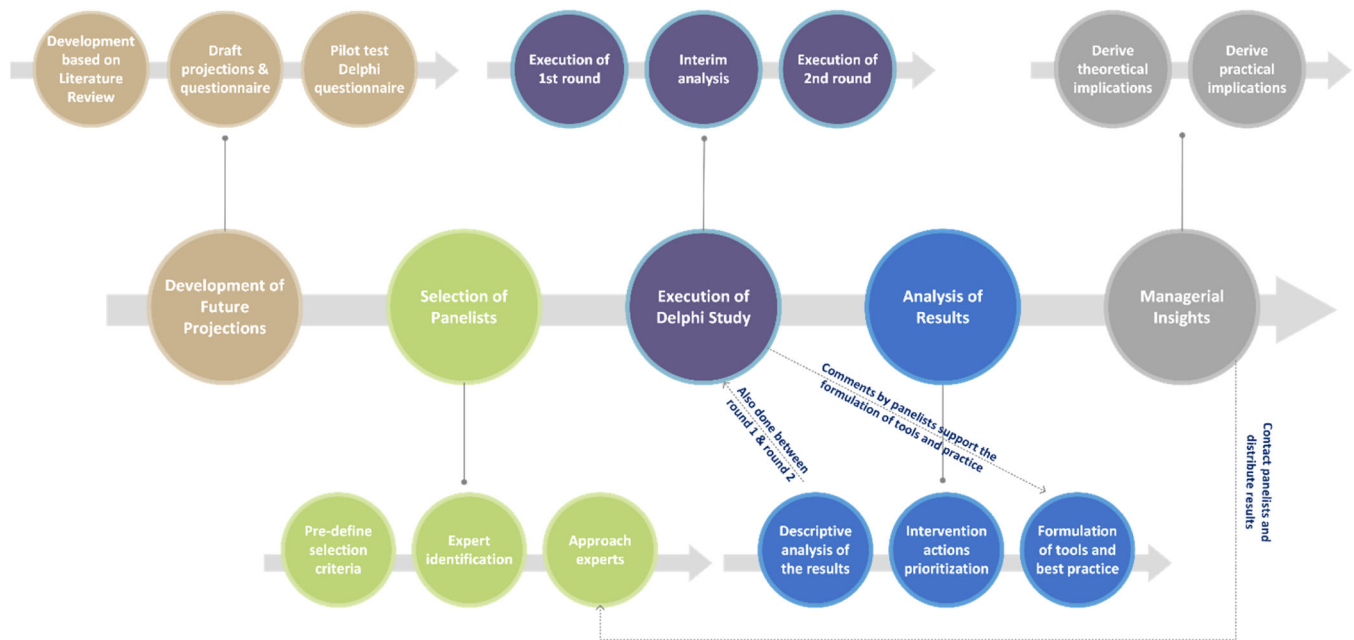 Development
based on
Literature
Review
Draft
projections &
questionnaire
Pilot test
Delphi
questionnaire
Execution of
1st round
Interim
analysis
Execution of
2nd round
Derive
theoretical
implications
Derive
practical
implications
Development of
Future
Projections
Selection of
Panelists
Execution of
Delphi Study
Analysis of
Results
Managerial
Insights
Also done between
round 1 & round 2
Comments by panelists support the
formulation of tools and practice
Contact panelists and
distribute results
Pre-define
selection
criteria
Expert
identification
Approach
experts
Descriptive
analysis of
the results
Intervention
actions
prioritization
Formulation
of tools and
best practice